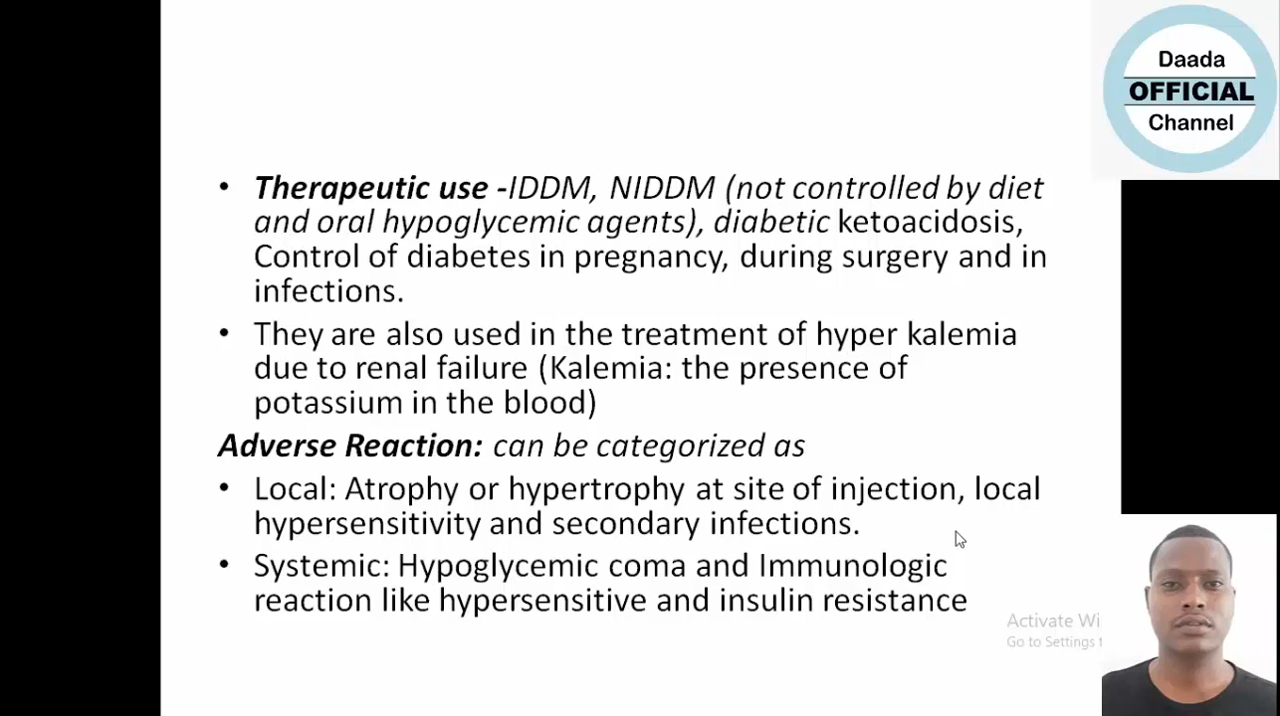 Daada
OFFICIAL
Channel
• Therapeutic use -IDDM, NIDDM (not controlled by diet
and oral hypoglycemic agents), diabetic ketoacidosis,
Control of diabetes in pregnancy, during surgery and in
infections.
• They are also used in the treatment of hyper kalemia
due to renal failure (Kalemia: the presence of
potassium in the blood)
Adverse Reaction: can be categorized as
• Local: Atrophy or hypertrophy at site of injection, local
hypersensitivity and secondary infections.
• Systemic: Hypoglycemic coma and Immunologic
reaction like hypersensitive and insulin resistance
Activate Wi
Go to Settings t